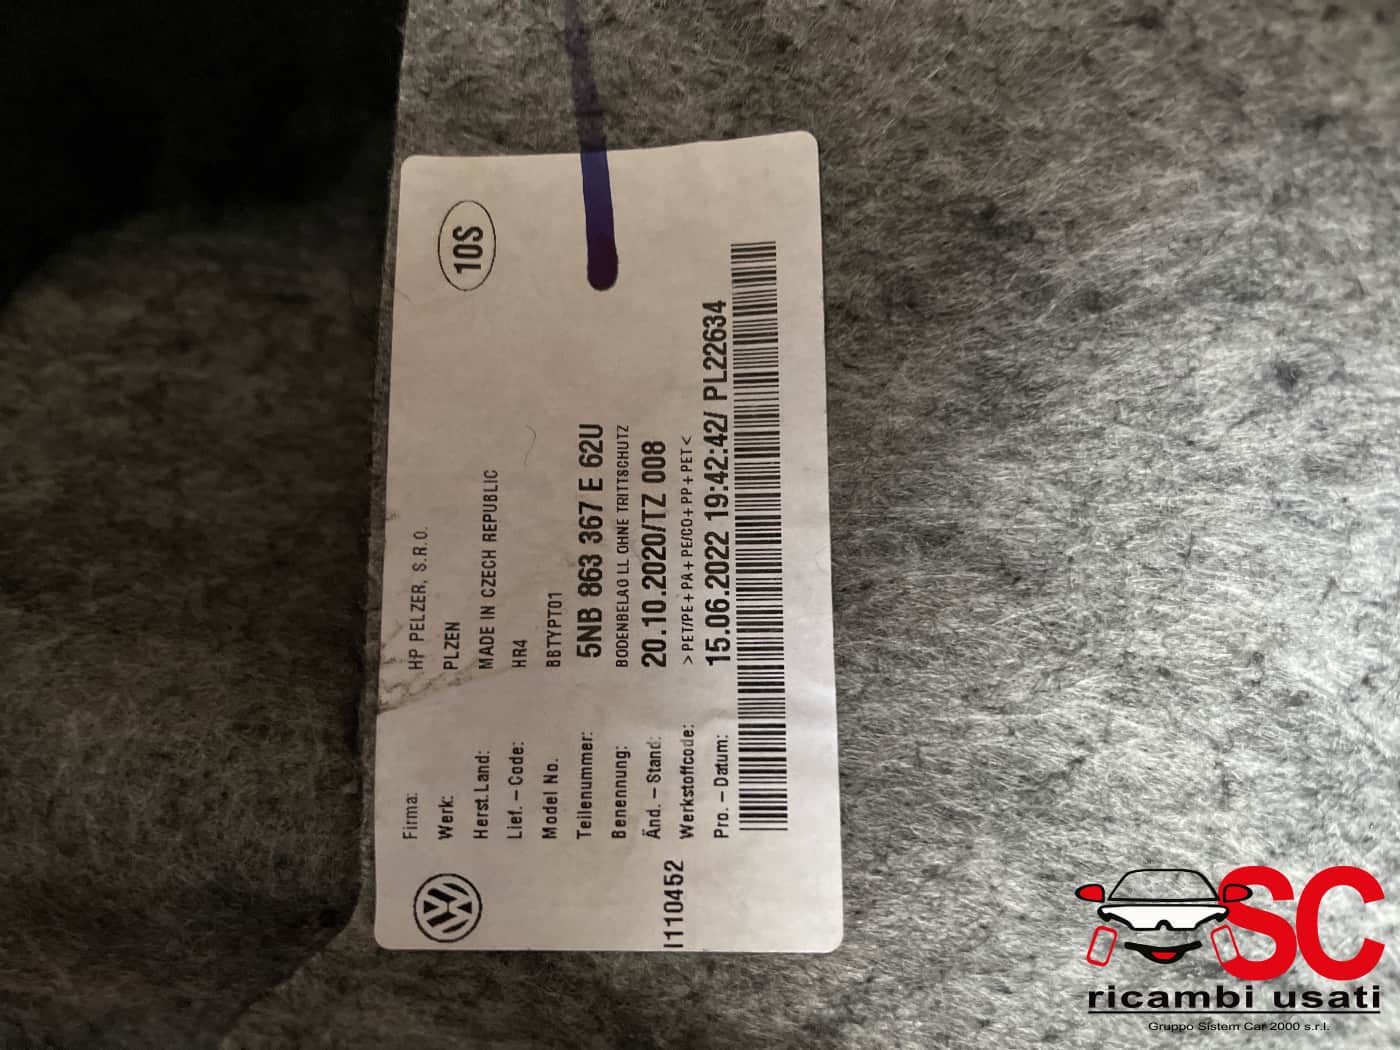 10S
Firma: HP PELZER, S.R.O.
Werk: PLZEN
Herst. Land: MADE IN CZECH REPUBLIC
Lief. – Code: HR4
Model No. BBTYPT01
Teilenummer: 5NB 863 367 E 62U
Benennung: BODENBELAG LL OHNE TRITTSCHUTZ
Änd. – Stand: 20.10.2020/TZ 008
Werkstoffcode: > PET/PE+PA+PE/CO+PP+PET <
Pro. – Datum: 15.06.2022 19:42:42/ PL22634
I110452
VW
SC
ricambi usati
Gruppo Sistem Car 2000 s.r.l.